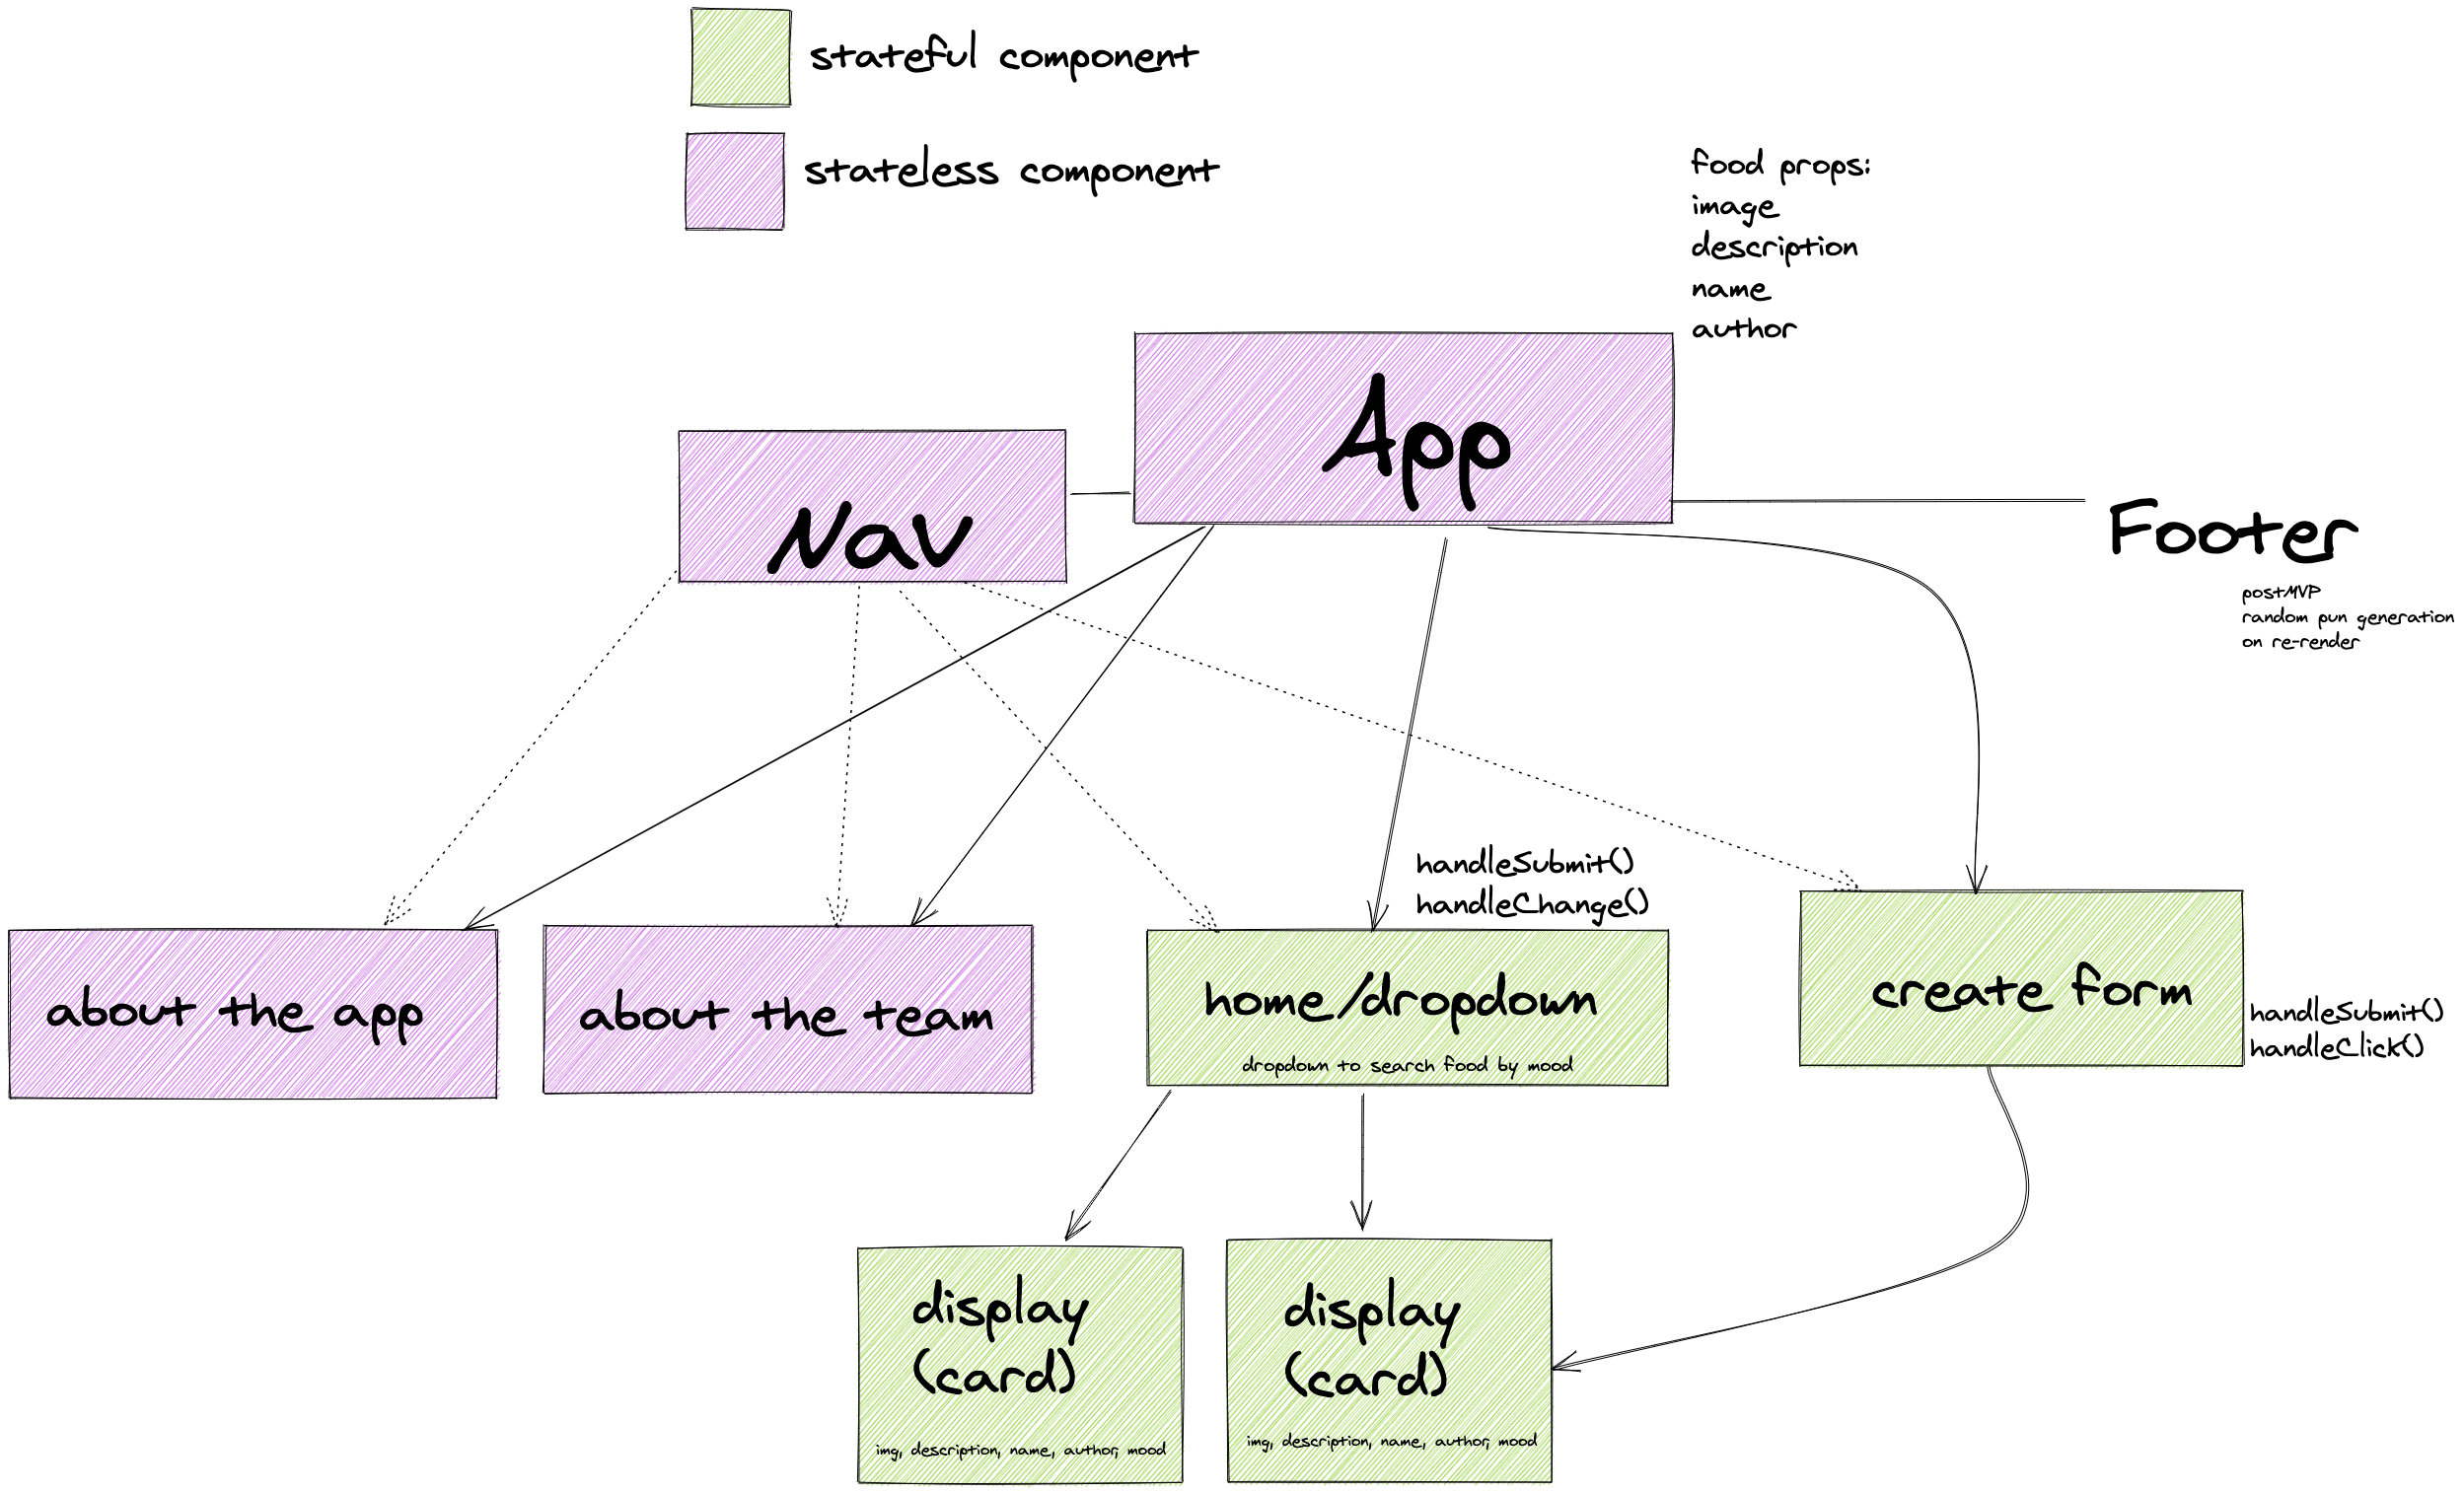 stateful component
stateless component
food props:
image
description
name
author
App
Nav
Footer
postMVP
random pun generation
on re-render
handleSubmit()
handleChange()
about the app
about the team
home/dropdown
dropdown to search food by mood
create form
handleSubmit()
handleClick()
display
(card)
img, description, name, author, mood
display
(card)
img, description, name, author, mood